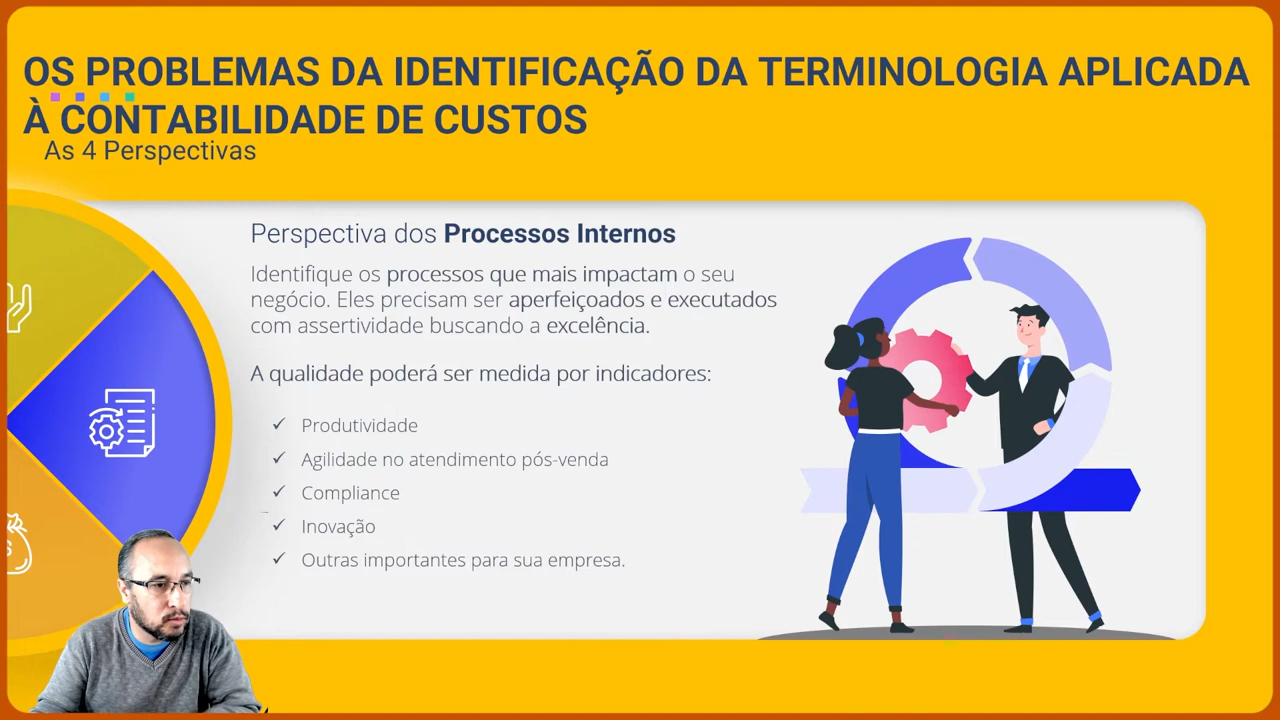 OS PROBLEMAS DA IDENTIFICAÇÃO DA TERMINOLOGIA APLICADA
À CONTABILIDADE DE CUSTOS
As 4 Perspectivas
Perspectiva dos Processos Internos
Identifique os processos que mais impactam o seu
negócio. Eles precisam ser aperfeiçoados e executados
com assertividade buscando a excelência.
A qualidade poderá ser medida por indicadores:
✓ Produtividade
✓ Agilidade no atendimento pós-venda
✓ Compliance
✓ Inovação
✓ Outras importantes para sua empresa.